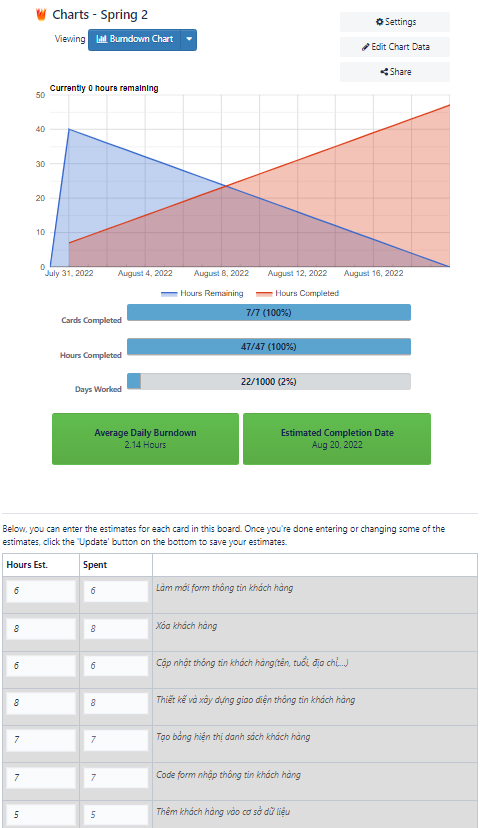 Charts - Spring 2
Settings
Viewing Burndown Chart
Edit Chart Data
Share
Currently 0 hours remaining
50
40
30
20
10
0
July 31, 2022 August 4, 2022 August 8, 2022 August 12, 2022 August 16, 2022
Hours Remaining Hours Completed
Cards Completed 7/7 (100%)
Hours Completed 47/47 (100%)
Days Worked 22/1000 (2%)
Average Daily Burndown
2.14 Hours
Estimated Completion Date
Aug 20, 2022
Below, you can enter the estimates for each card in this board. Once you're done entering or changing some of the
estimates, click the 'Update' button on the bottom to save your estimates.
Hours Est. Spent
6 6 Làm mới form thông tin khách hàng
8 8 Xóa khách hàng
6 6 Cập nhật thông tin khách hàng(tên, tuổi, địa chỉ,...)
8 8 Thiết kế và xây dựng giao diện thông tin khách hàng
7 7 Tạo bảng hiện thị danh sách khách hàng
7 7 Code form nhập thông tin khách hàng
5 5 Thêm khách hàng vào cơ sở dữ liệu